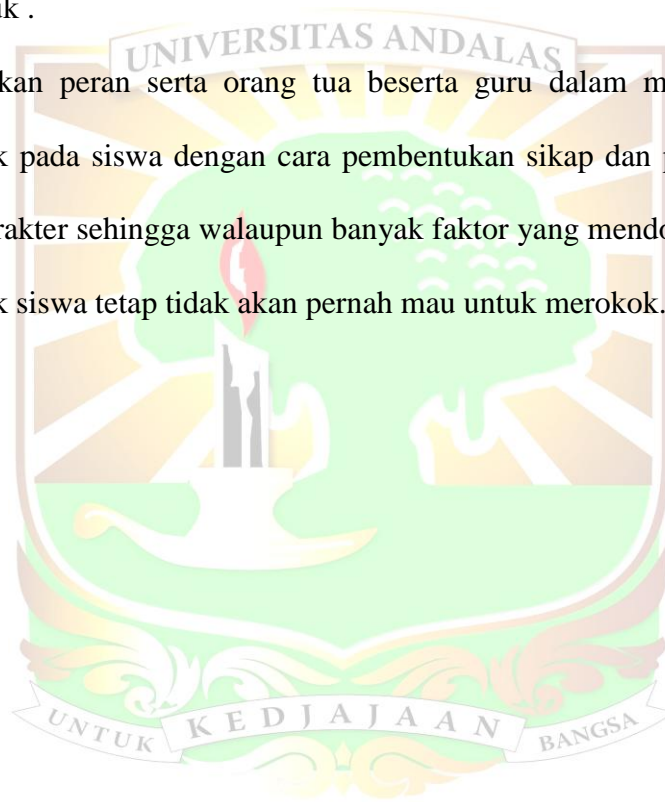 uk .
UNIVERSITAS ANDALAS
kan peran serta orang tua beserta guru dalam m
k pada siswa dengan cara pembentukan sikap dan p
rakter sehingga walaupun banyak faktor yang mendo
k siswa tetap tidak akan pernah mau untuk merokok.
UNTUK KEDJAJAAN BANGSA